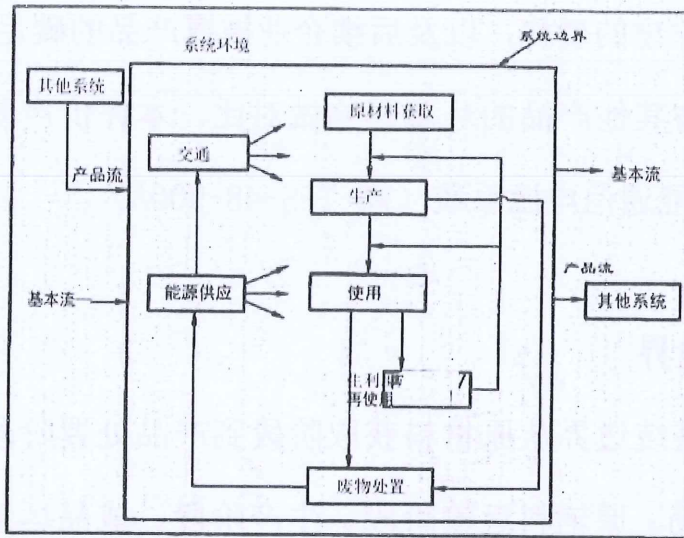 系统环境
系统边界
其他系统
原材料获取
交通
产品流
基本流
生产
产品流
基本流
能源供应
使用
其他系统
生利
再使
废物处置